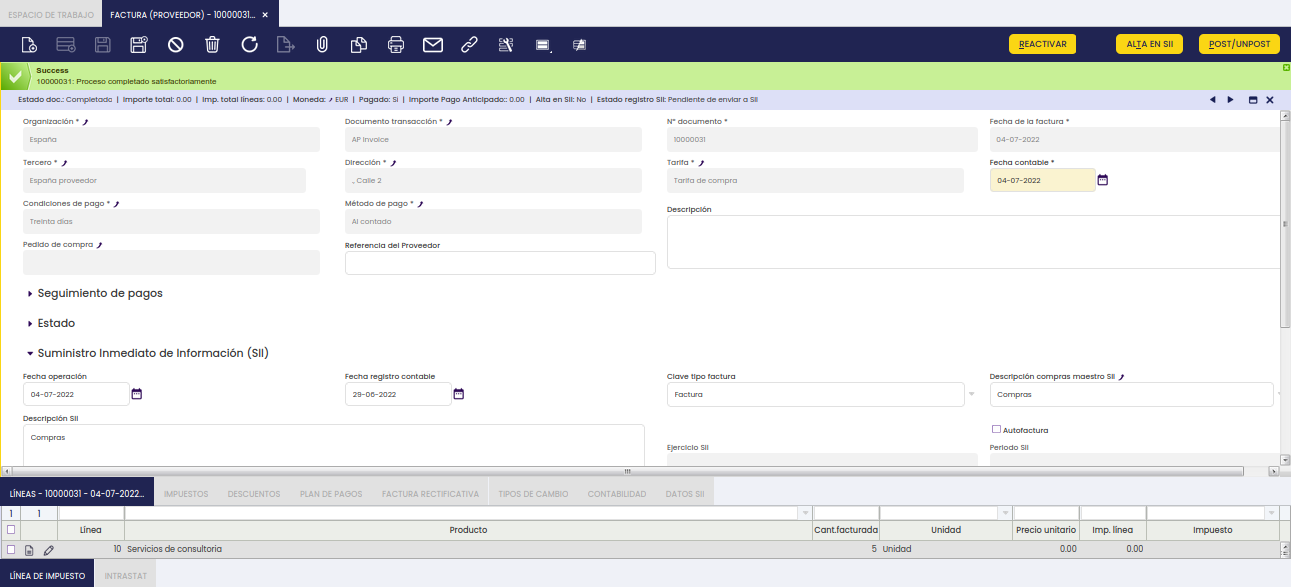 ESPACIO DE TRABAJO FACTURA (PROVEEDOR) - 10000031... ×
REACTIVAR ALTA EN SII POST/UNPOST
Success
10000031: Proceso completado satisfactoriamente
Estado doc.: Completado | Importe total: 0.00 | Imp. total líneas: 0.00 | Moneda: EUR | Pagado: Sí | Importe Pago Anticipado:: 0.00 | Alta en SII: No | Estado registro SII: Pendiente de enviar a SII
Organización * Documento transacción * Nº documento * Fecha de la factura *
España AP Invoice 10000031 04-07-2022
Tercero * Dirección * Tarifa * Fecha contable *
España proveedor ., Calle 2 Tarifa de compra 04-07-2022
Condiciones de pago * Método de pago * Descripción
Treinta días Al contado
Pedido de compra Referencia del Proveedor
Seguimiento de pagos
Estado
Suministro Inmediato de Información (SII)
Fecha operación Fecha registro contable Clave tipo factura Descripción compras maestro SII
04-07-2022 29-06-2022 Factura Compras
Descripción SII
Compras Autofactura
Ejercicio SII Periodo SII
LÍNEAS - 10000031 - 04-07-2022... IMPUESTOS DESCUENTOS PLAN DE PAGOS FACTURA RECTIFICATIVA TIPOS DE CAMBIO CONTABILIDAD DATOS SII
1 1
Línea Producto Cant.facturada Unidad Precio unitario Imp. línea Impuesto
10 Servicios de consultoria 5 Unidad 0.00 0.00
LÍNEA DE IMPUESTO INTRASTAT